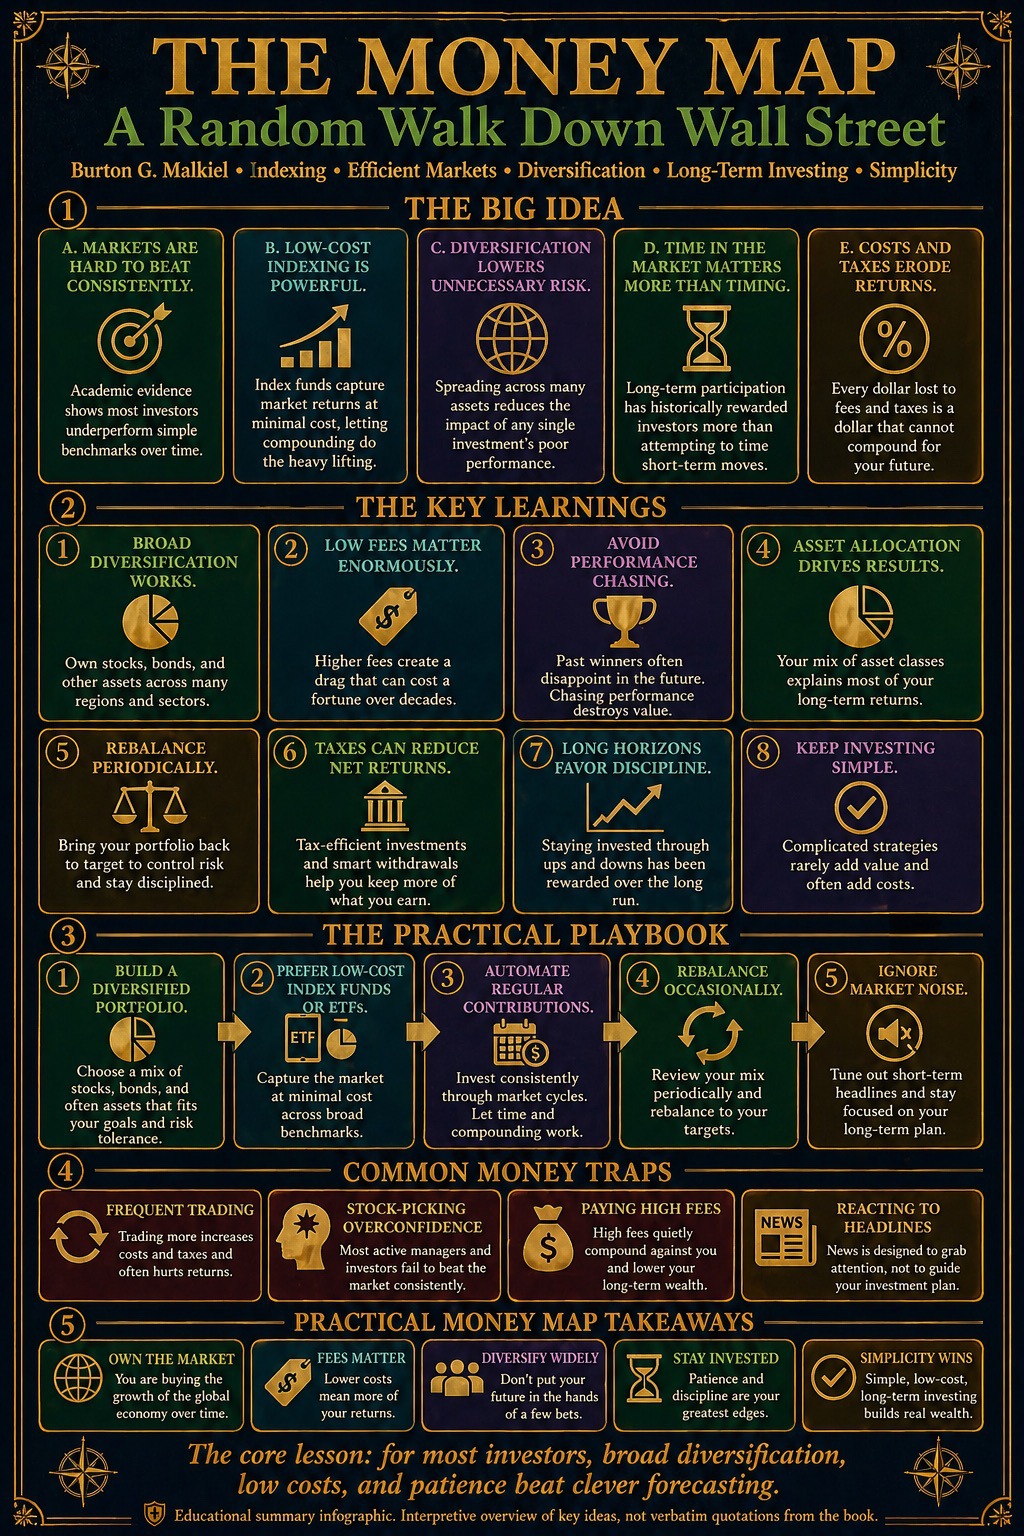 THE MONEY MAP
A Random Walk Down Wall Street
Burton G. Malkiel • Indexing • Efficient Markets • Diversification • Long-Term Investing • Simplicity
1 THE BIG IDEA
A. MARKETS ARE
HARD TO BEAT
CONSISTENTLY.
Academic evidence
shows most investors
underperform simple
benchmarks over time.
B. LOW-COST
INDEXING IS
POWERFUL.
Index funds capture
market returns at
minimal cost, letting
compounding do
the heavy lifting.
C. DIVERSIFICATION
LOWERS
UNNECESSARY RISK.
Spreading across many
assets reduces the
impact of any single
investment's poor
performance.
D. TIME IN THE
MARKET MATTERS
MORE THAN TIMING.
Long-term participation
has historically rewarded
investors more than
attempting to time
short-term moves.
E. COSTS AND
TAXES ERODE
RETURNS.
%
Every dollar lost to
fees and taxes is a
dollar that cannot
compound for
your future.
2 THE KEY LEARNINGS
1 BROAD
DIVERSIFICATION
WORKS.
Own stocks, bonds, and
other assets across many
regions and sectors.
2 LOW FEES MATTER
ENORMOUSLY.
$
Higher fees create a
drag that can cost a
fortune over decades.
3 AVOID
PERFORMANCE
CHASING.
Past winners often
disappoint in the future.
Chasing performance
destroys value.
4 ASSET ALLOCATION
DRIVES RESULTS.
Your mix of asset classes
explains most of your
long-term returns.
5 REBALANCE
PERIODICALLY.
Bring your portfolio back
to target to control risk
and stay disciplined.
6 TAXES CAN REDUCE
NET RETURNS.
Tax-efficient investments
and smart withdrawals
help you keep more of
what you earn.
7 LONG HORIZONS
FAVOR DISCIPLINE.
Staying invested through
ups and downs has been
rewarded over the long
run.
8 KEEP INVESTING
SIMPLE.
Complicated strategies
rarely add value and
often add costs.
3 THE PRACTICAL PLAYBOOK
1 BUILD A
DIVERSIFIED
PORTFOLIO.
Choose a mix of
stocks, bonds, and
often assets that fits
your goals and risk
tolerance.
2 PREFER LOW-COST
INDEX FUNDS
OR ETFs.
ETF
Capture the market
at minimal cost
across broad
benchmarks.
3 AUTOMATE
REGULAR
CONTRIBUTIONS.
$
Invest consistently
through market cycles.
Let time and
compounding work.
4 REBALANCE
OCCASIONALLY.
Review your mix
periodically and
rebalance to your
targets.
5 IGNORE
MARKET NOISE.
Tune out short-term
headlines and stay
focused on your
long-term plan.
4 COMMON MONEY TRAPS
FREQUENT TRADING
Trading more increases
costs and taxes and
often hurts returns.
STOCK-PICKING
OVERCONFIDENCE
Most active managers and
investors fail to beat the
market consistently.
$
PAYING HIGH FEES
High fees quietly
compound against you
and lower your
long-term wealth.
NEWS
REACTING TO
HEADLINES
News is designed to grab
attention, not to guide
your investment plan.
5 PRACTICAL MONEY MAP TAKEAWAYS
OWN THE MARKET
You are buying the
growth of the global
economy over time.
$
FEES MATTER
Lower costs
mean more of
your returns.
DIVERSIFY WIDELY
Don't put your
future in the hands
of a few bets.
STAY INVESTED
Patience and
discipline are your
greatest edges.
SIMPLICITY WINS
Simple, low-cost,
long-term investing
builds real wealth.
The core lesson: for most investors, broad diversification,
low costs, and patience beat clever forecasting.
Educational summary infographic. Interpretive overview of key ideas, not verbatim quotations from the book.